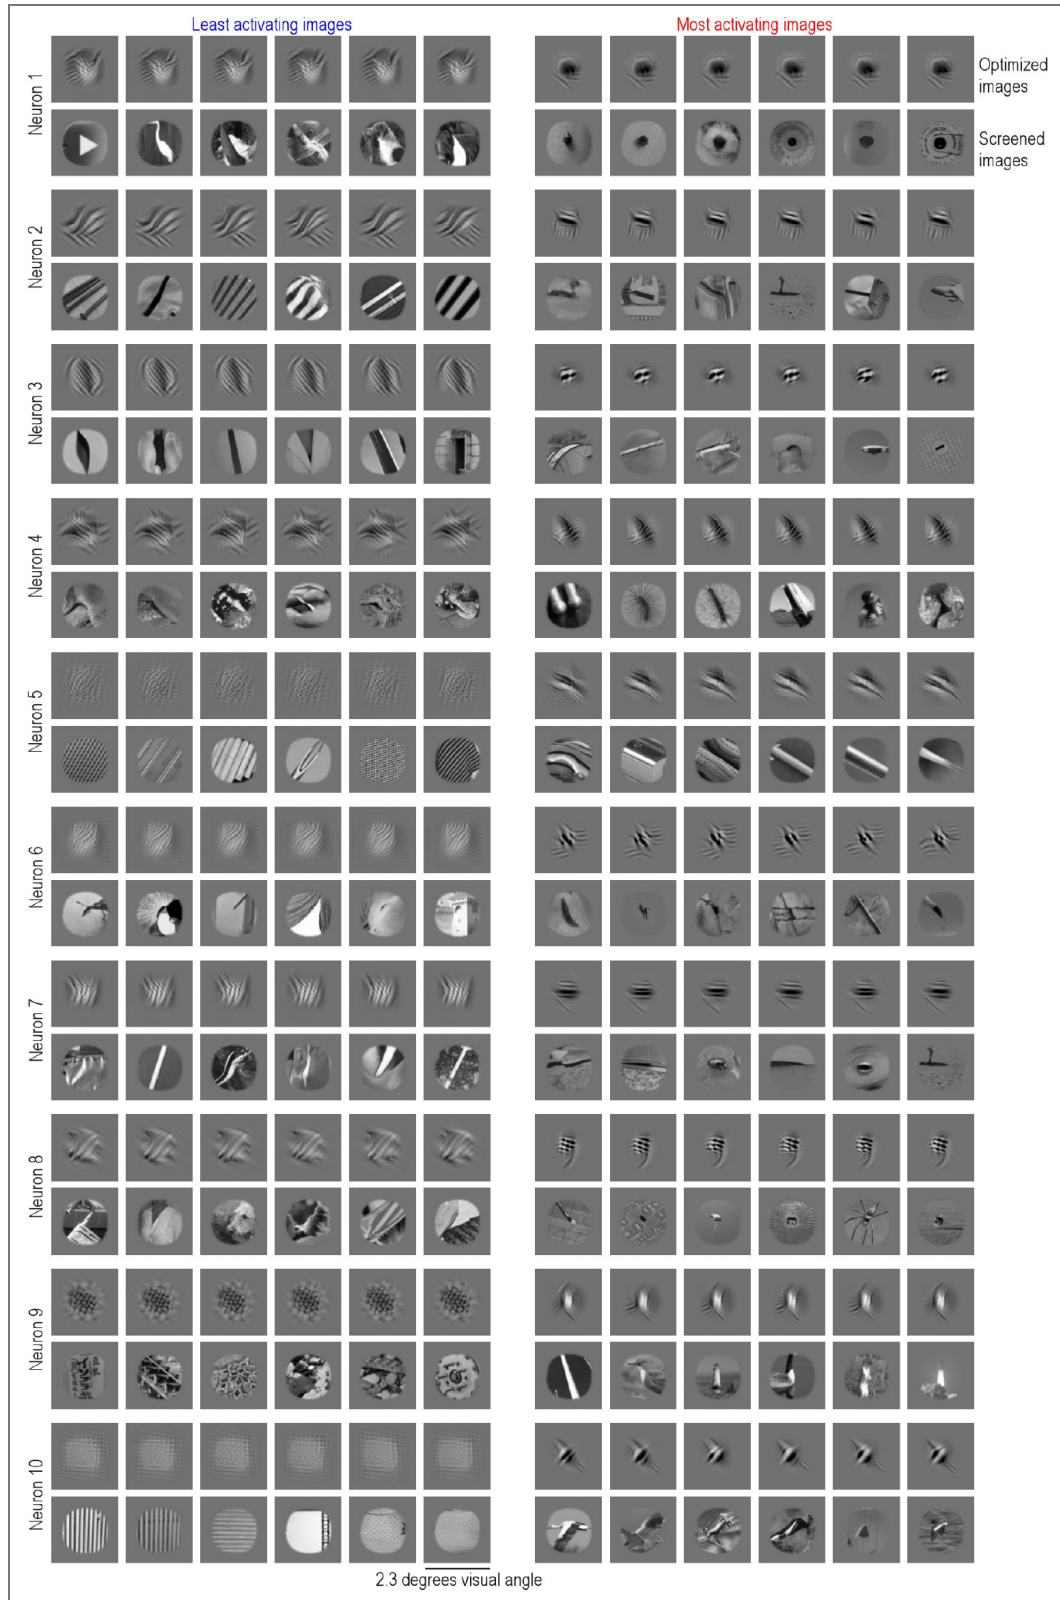 Least activating images
Most activating images
Neuron 1
Optimized
images
Screened
images
Neuron 2
Neuron 3
Neuron 4
Neuron 5
Neuron 6
Neuron 7
Neuron 8
Neuron 9
Neuron 10
2.3 degrees visual angle